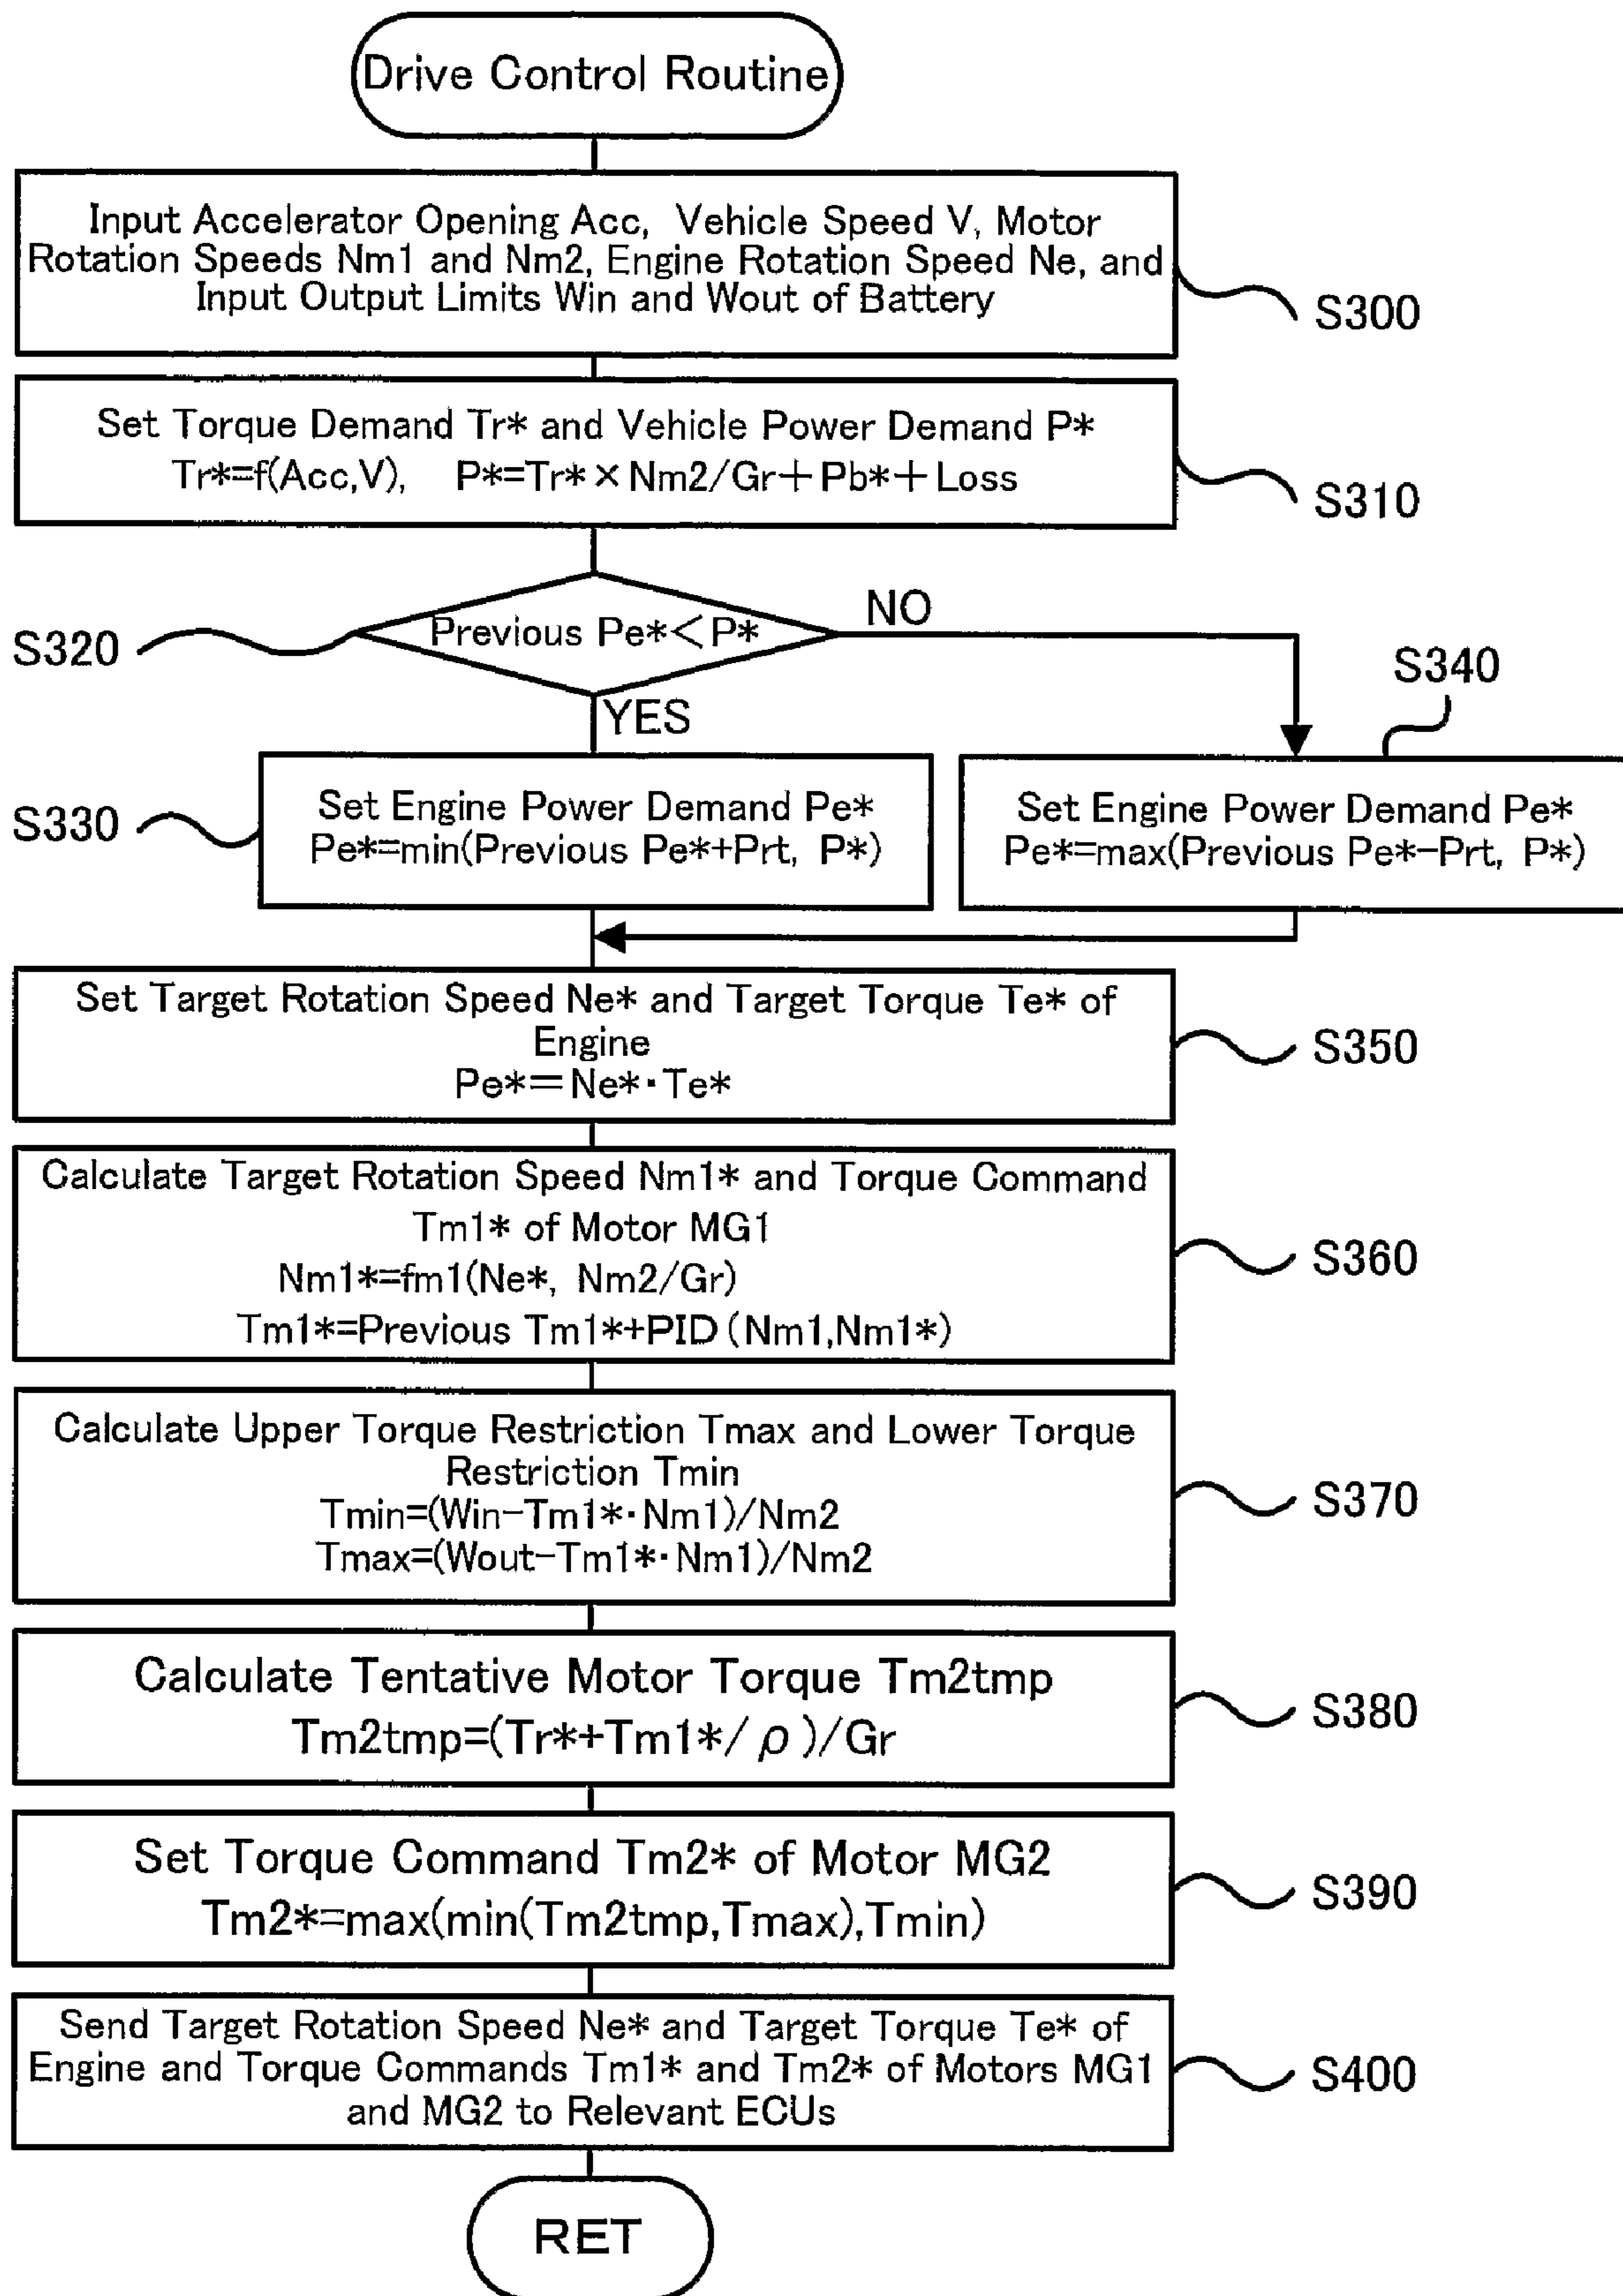 Drive Control Routine
Input Accelerator Opening Acc, Vehicle Speed V, Motor
Rotation Speeds Nm1 and Nm2, Engine Rotation Speed Ne, and
Input Output Limits Win and Wout of Battery
S300
Set Torque Demand Tr* and Vehicle Power Demand P*
Tr*=f(Acc,V), P*=Tr*×Nm2/Gr+Pb*+Loss
S310
Previous Pe*<P*
NO
S320
S340
YES
Set Engine Power Demand Pe*
Pe*=min(Previous Pe*+Prt, P*)
S330
Set Engine Power Demand Pe*
Pe*=max(Previous Pe*-Prt, P*)
Set Target Rotation Speed Ne* and Target Torque Te* of
Engine
Pe*=Ne*·Te*
S350
Calculate Target Rotation Speed Nm1* and Torque Command
Tm1* of Motor MG1
Nm1*=fm1(Ne*, Nm2/Gr)
Tm1*=Previous Tm1*+PID(Nm1,Nm1*)
S360
Calculate Upper Torque Restriction Tmax and Lower Torque
Restriction Tmin
Tmin=(Win-Tm1*·Nm1)/Nm2
Tmax=(Wout-Tm1*·Nm1)/Nm2
S370
Calculate Tentative Motor Torque Tm2tmp
Tm2tmp=(Tr*+Tm1*/ρ)/Gr
S380
Set Torque Command Tm2* of Motor MG2
Tm2*=max(min(Tm2tmp,Tmax),Tmin)
S390
Send Target Rotation Speed Ne* and Target Torque Te* of
Engine and Torque Commands Tm1* and Tm2* of Motors MG1
and MG2 to Relevant ECUs
S400
RET